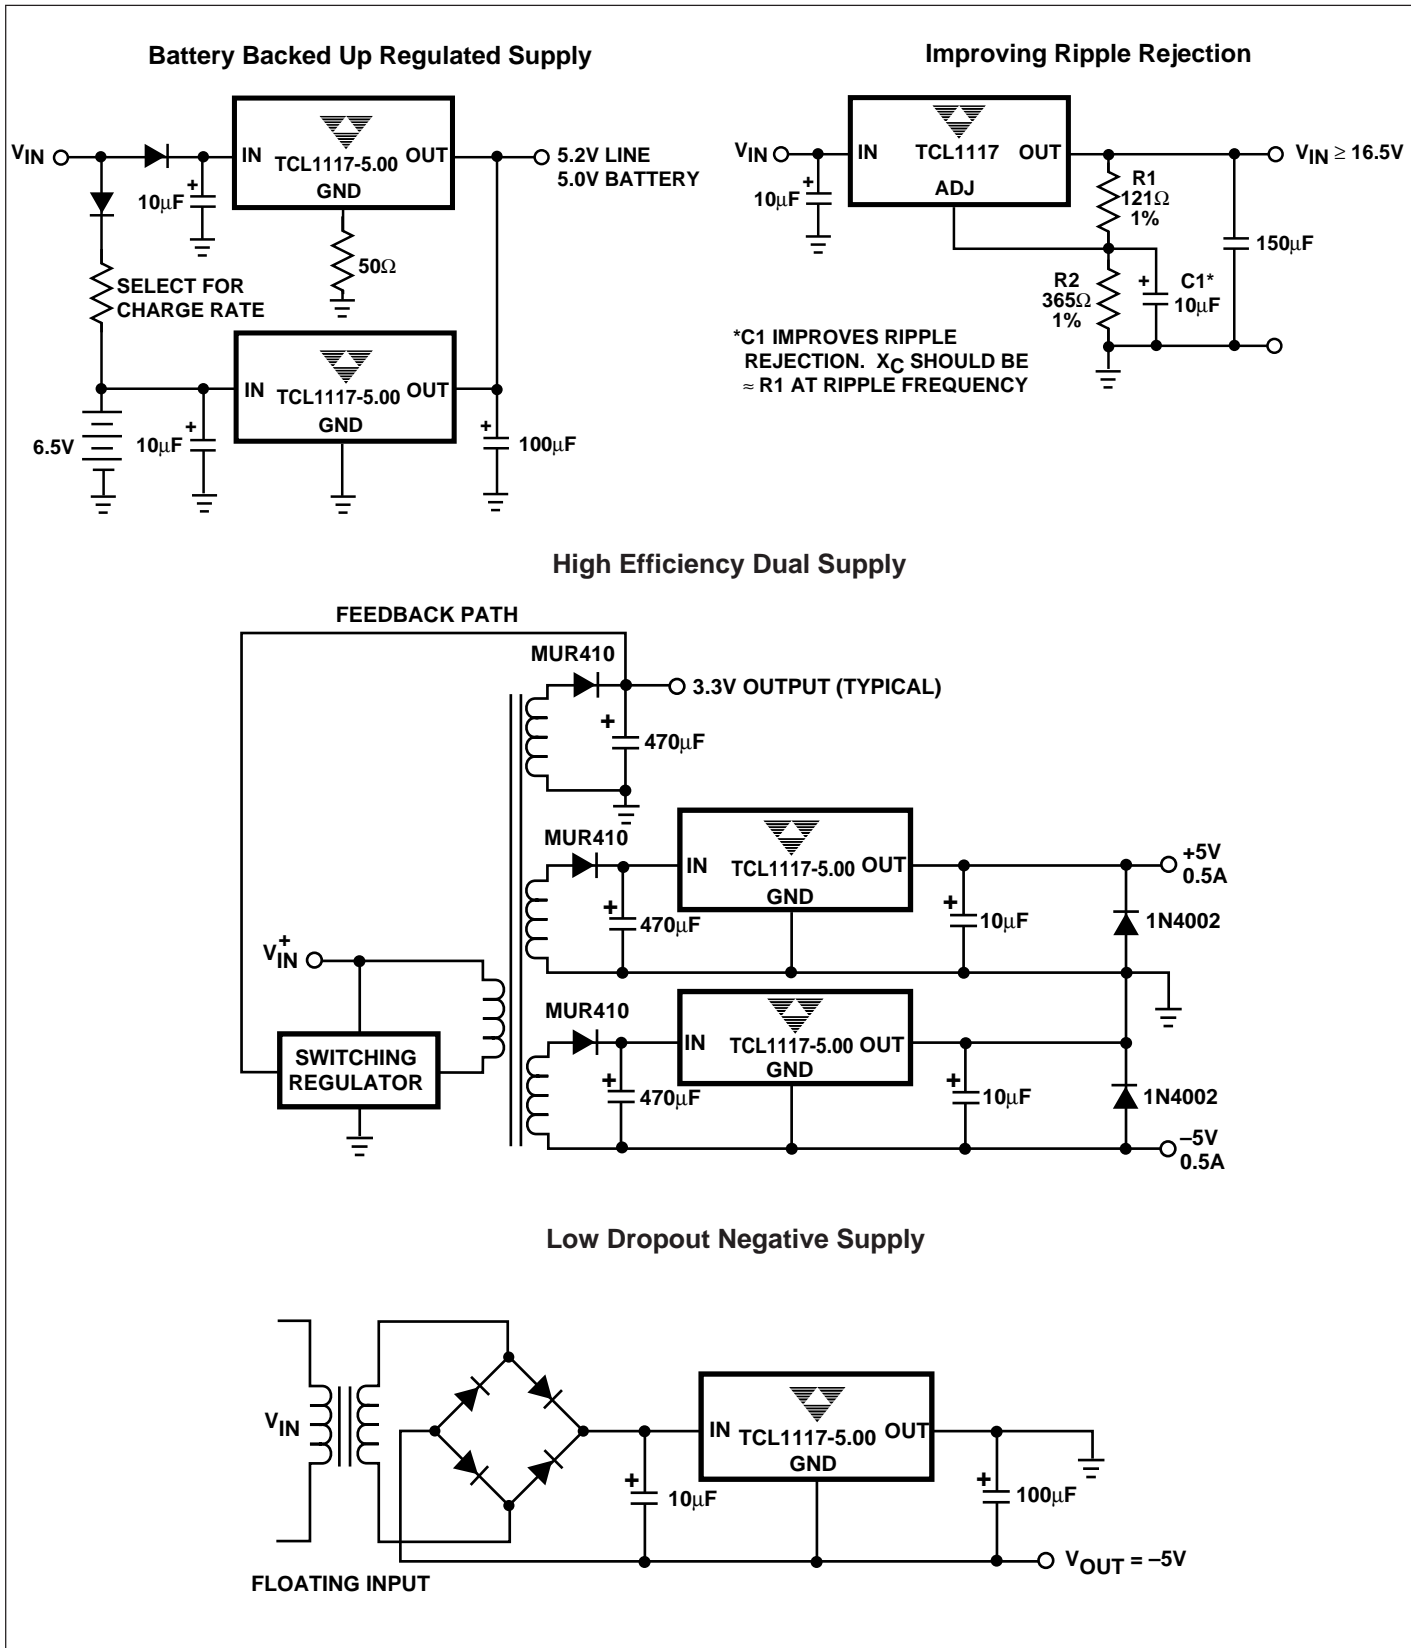 Battery Backed Up Regulated Supply
VIN
IN
TCL1117-5.00
OUT
GND
5.2V LINE
5.0V BATTERY
10µF
50Ω
SELECT FOR
CHARGE RATE
IN
TCL1117-5.00
OUT
GND
6.5V
10µF
100µF
Improving Ripple Rejection
VIN
IN
TCL1117
OUT
ADJ
VIN ≥ 16.5V
10µF
R1
121Ω
1%
150µF
R2
365Ω
1%
C1*
10µF
*C1 IMPROVES RIPPLE
REJECTION. XC SHOULD BE
≈ R1 AT RIPPLE FREQUENCY
High Efficiency Dual Supply
FEEDBACK PATH
MUR410
3.3V OUTPUT (TYPICAL)
470µF
MUR410
IN
TCL1117-5.00
OUT
GND
+5V
0.5A
470µF
10µF
1N4002
VIN+
MUR410
IN
TCL1117-5.00
OUT
GND
SWITCHING
REGULATOR
470µF
10µF
1N4002
–5V
0.5A
Low Dropout Negative Supply
VIN
IN
TCL1117-5.00
OUT
GND
10µF
100µF
FLOATING INPUT
VOUT = –5V